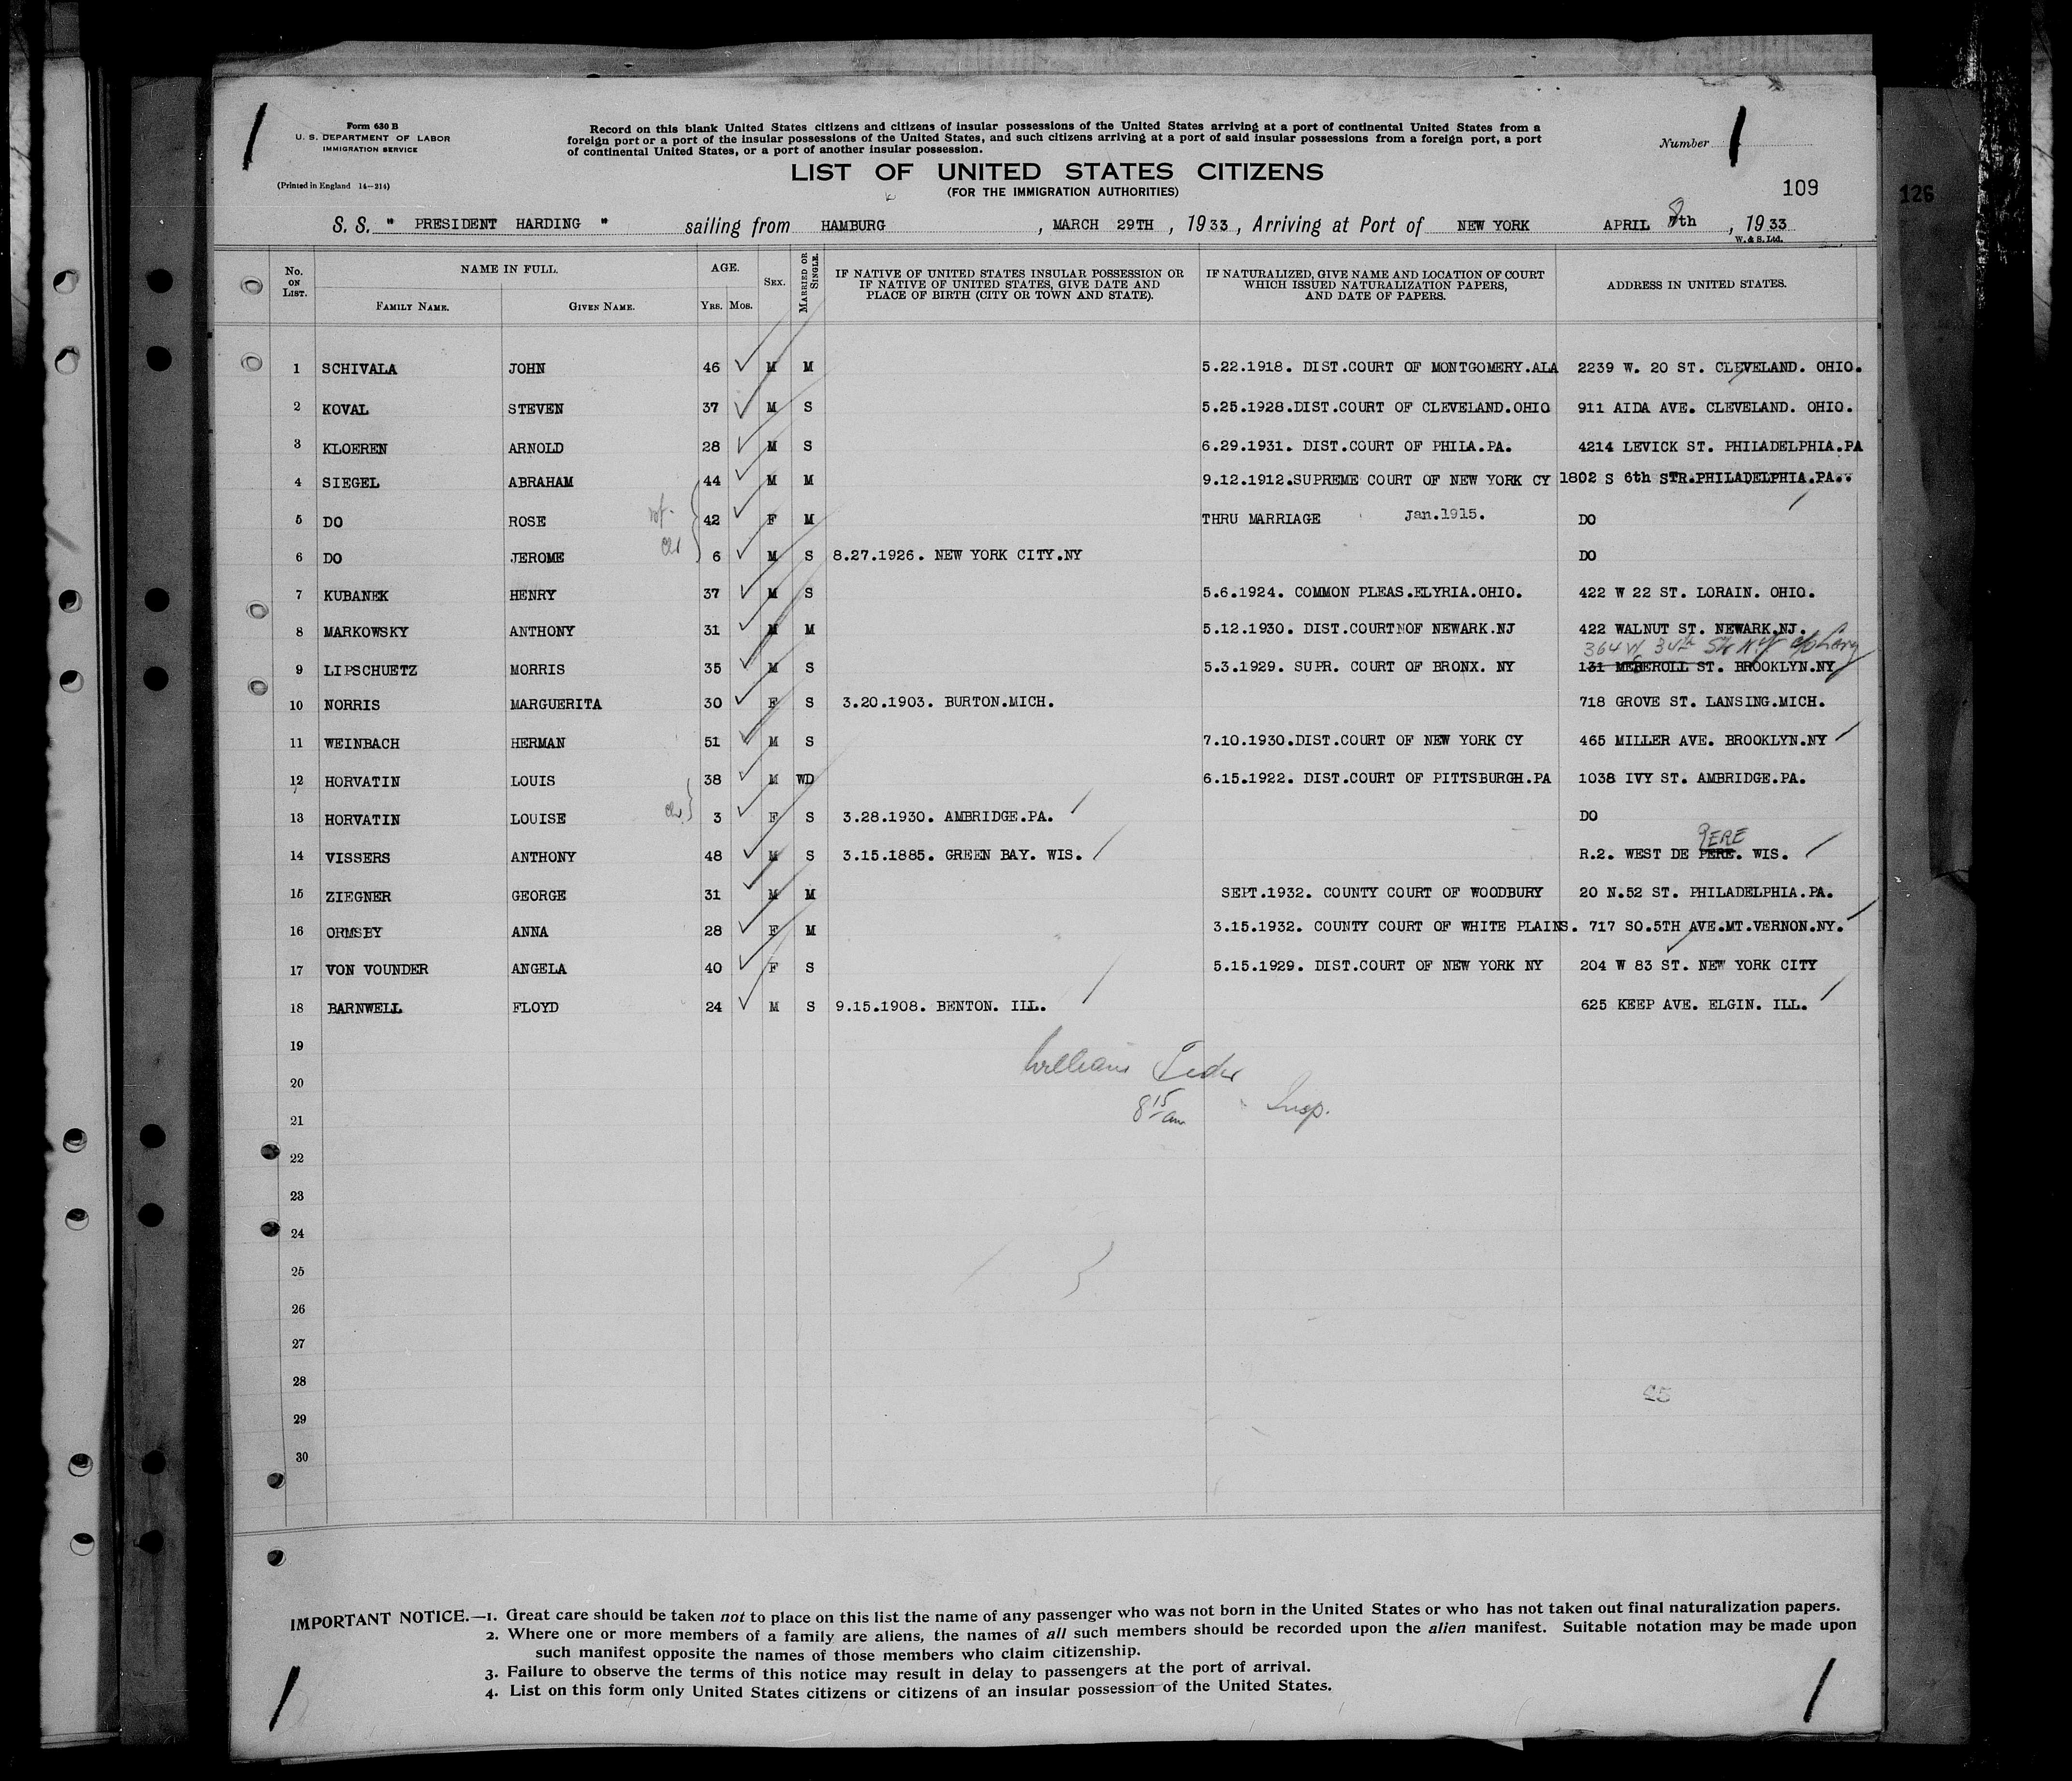 Form 630 B
U. S. DEPARTMENT OF LABOR
IMMIGRATION SERVICE
(Printed in England 14—214)
Record on this blank United States citizens and citizens of insular possessions of the United States arriving at a port of continental United States from a
foreign port or a port of the insular possessions of the United States, and such citizens arriving at a port of said insular possessions from a foreign port, a port
of continental United States, or a port of another insular possession.
Number 1
LIST OF UNITED STATES CITIZENS
(FOR THE IMMIGRATION AUTHORITIES)
109
126
S. S. " PRESIDENT HARDING " sailing from HAMBURG , MARCH 29TH , 1933, Arriving at Port of NEW YORK APRIL 8th , 1933
W. & S. Ltd.
No. ON LIST. NAME IN FULL. AGE. SEX. MARRIED OR SINGLE. IF NATIVE OF UNITED STATES INSULAR POSSESSION OR IF NATIVE OF UNITED STATES, GIVE DATE AND PLACE OF BIRTH (CITY OR TOWN AND STATE). IF NATURALIZED, GIVE NAME AND LOCATION OF COURT WHICH ISSUED NATURALIZATION PAPERS, AND DATE OF PAPERS. ADDRESS IN UNITED STATES.
FAMILY NAME. GIVEN NAME. YRS. MOS.
1 SCHIVALA JOHN 46 M M 5.22.1918. DIST.COURT OF MONTGOMERY.ALA 2239 W. 20 ST. CLEVELAND. OHIO.
2 KOVAL STEVEN 37 M S 5.25.1928.DIST.COURT OF CLEVELAND.OHIO 911 AIDA AVE. CLEVELAND. OHIO.
3 KLOEREN ARNOLD 28 M S 6.29.1931. DIST.COURT OF PHILA.PA. 4214 LEVICK ST. PHILADELPHIA.PA
4 SIEGEL ABRAHAM 44 M M 9.12.1912.SUPREME COURT OF NEW YORK CY 1802 S 6th STR.PHILADELPHIA.PA..
5 DO ROSE wf. 42 F M THRU MARRIAGE Jan.1915. DO
6 DO JEROME ch 6 M S 8.27.1926. NEW YORK CITY.NY DO
7 KUBANEK HENRY 37 M S 5.6.1924. COMMON PLEAS.ELYRIA.OHIO. 422 W 22 ST. LORAIN. OHIO.
8 MARKOWSKY ANTHONY 31 M M 5.12.1930. DIST.COURTNOF NEWARK.NJ 422 WALNUT ST. NEWARK.NJ.
364 W 34th St N.Y c/o
9 LIPSCHUETZ MORRIS 35 M S 5.3.1929. SUPR. COURT OF BRONX. NY 131 MESEROLL ST. BROOKLYN.NY
10 NORRIS MARGUERITA 30 F S 3.20.1903. BURTON.MICH. 718 GROVE ST. LANSING.MICH.
11 WEINBACH HERMAN 51 M S 7.10.1930.DIST.COURT OF NEW YORK CY 465 MILLER AVE. BROOKLYN.NY
12 HORVATIN LOUIS 38 M WD 6.15.1922. DIST.COURT OF PITTSBURGH.PA 1038 IVY ST. AMBRIDGE.PA.
13 HORVATIN LOUISE ch 3 F S 3.28.1930. AMBRIDGE.PA. DO
PERE
14 VISSERS ANTHONY 48 M S 3.15.1885. GREEN BAY. WIS. R.2. WEST DE PERE. WIS.
15 ZIEGNER GEORGE 31 M M SEPT.1932. COUNTY COURT OF WOODBURY 20 N.52 ST. PHILADELPHIA.PA.
16 ORMSBY ANNA 28 F M 3.15.1932. COUNTY COURT OF WHITE PLAINS. 717 SO.5TH AVE.MT.VERNON.NY.
17 VON VOUNDER ANGELA 40 F S 5.15.1929. DIST.COURT OF NEW YORK NY 204 W 83 ST. NEW YORK CITY
18 BARNWELL FLOYD 24 M S 9.15.1908. BENTON. ILL. 625 KEEP AVE. ELGIN. ILL.
19
William
20
8 15 am Insp.
21
22
23
24
25
26
27
28
45
29
30
IMPORTANT NOTICE.—1. Great care should be taken not to place on this list the name of any passenger who was not born in the United States or who has not taken out final naturalization papers.
2. Where one or more members of a family are aliens, the names of all such members should be recorded upon the alien manifest. Suitable notation may be made upon
such manifest opposite the names of those members who claim citizenship.
3. Failure to observe the terms of this notice may result in delay to passengers at the port of arrival.
4. List on this form only United States citizens or citizens of an insular possession of the United States.